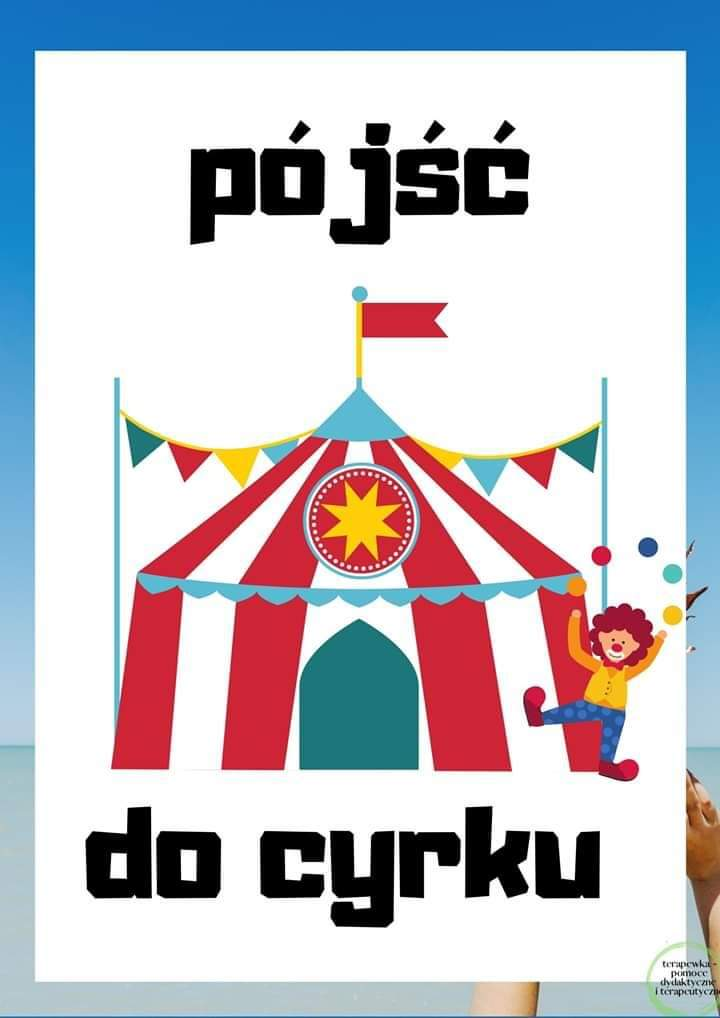 pójść
do cyrku
terapewka -
pomoce
dydaktyczne
i terapeutyczne